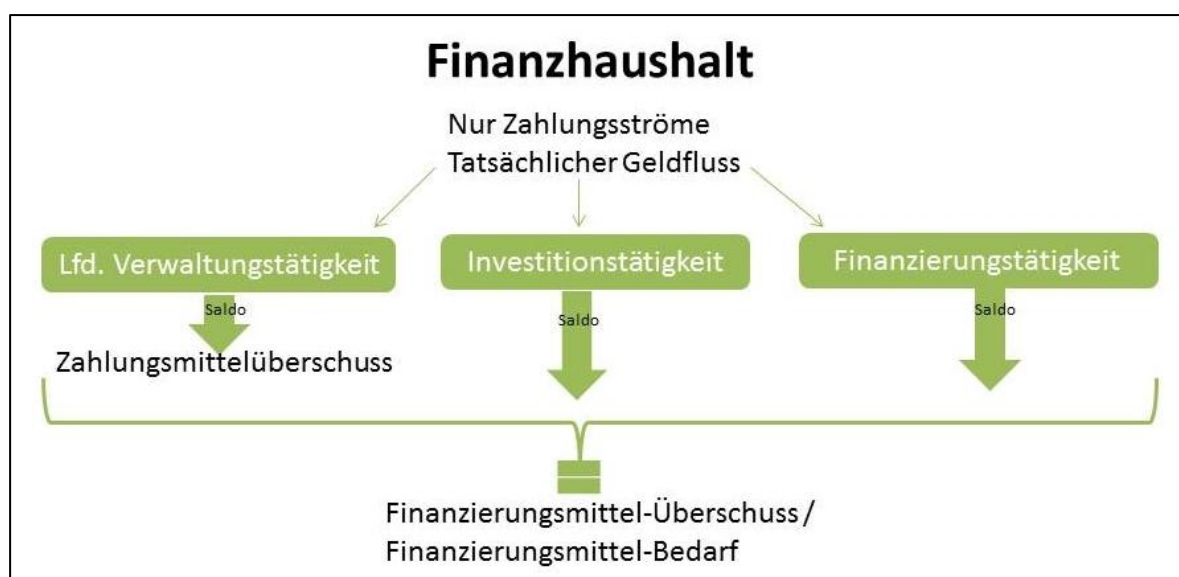 Finanzhaushalt
Nur Zahlungsströme
Tatsächlicher Geldfluss
Lfd. Verwaltungstätigkeit
Investitionstätigkeit
Finanzierungstätigkeit
Saldo
Saldo
Saldo
Zahlungsmittelüberschuss
Finanzierungsmittel-Überschuss /
Finanzierungsmittel-Bedarf